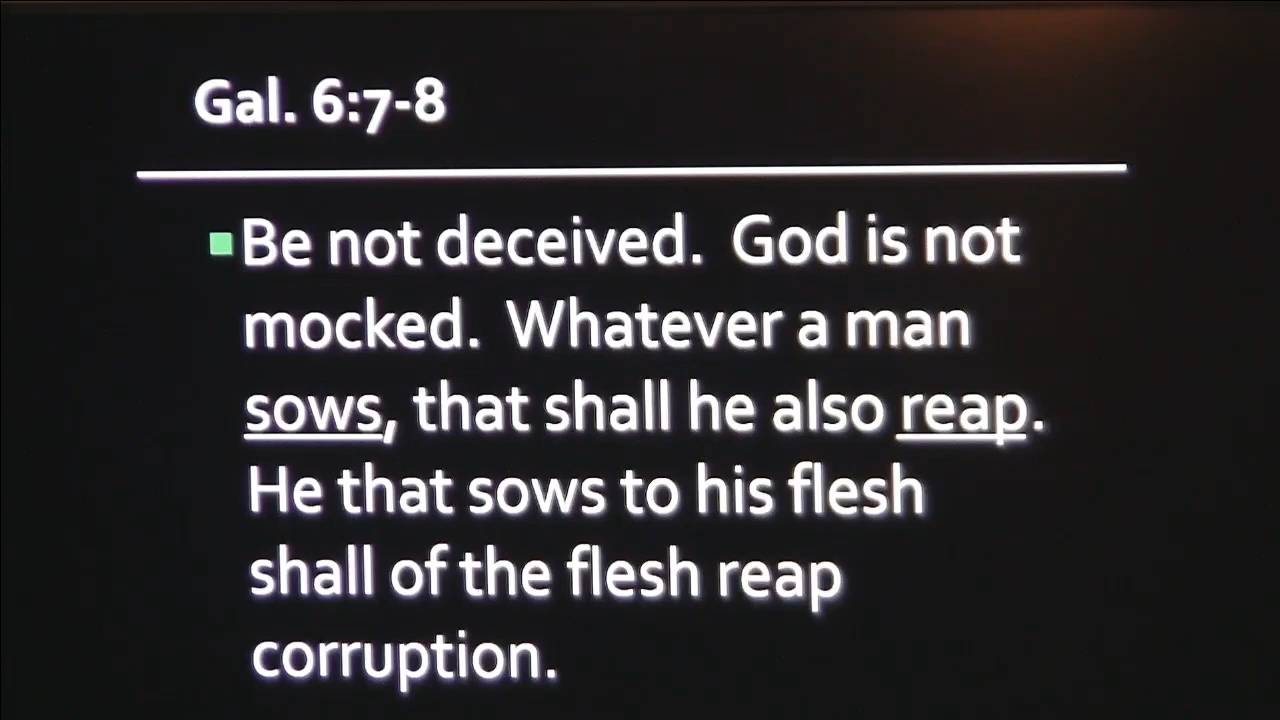 Gal. 6:7-8
Be not deceived.  God is not
mocked.  Whatever a man
sows, that shall he also reap.
He that sows to his flesh
shall of the flesh reap
corruption.